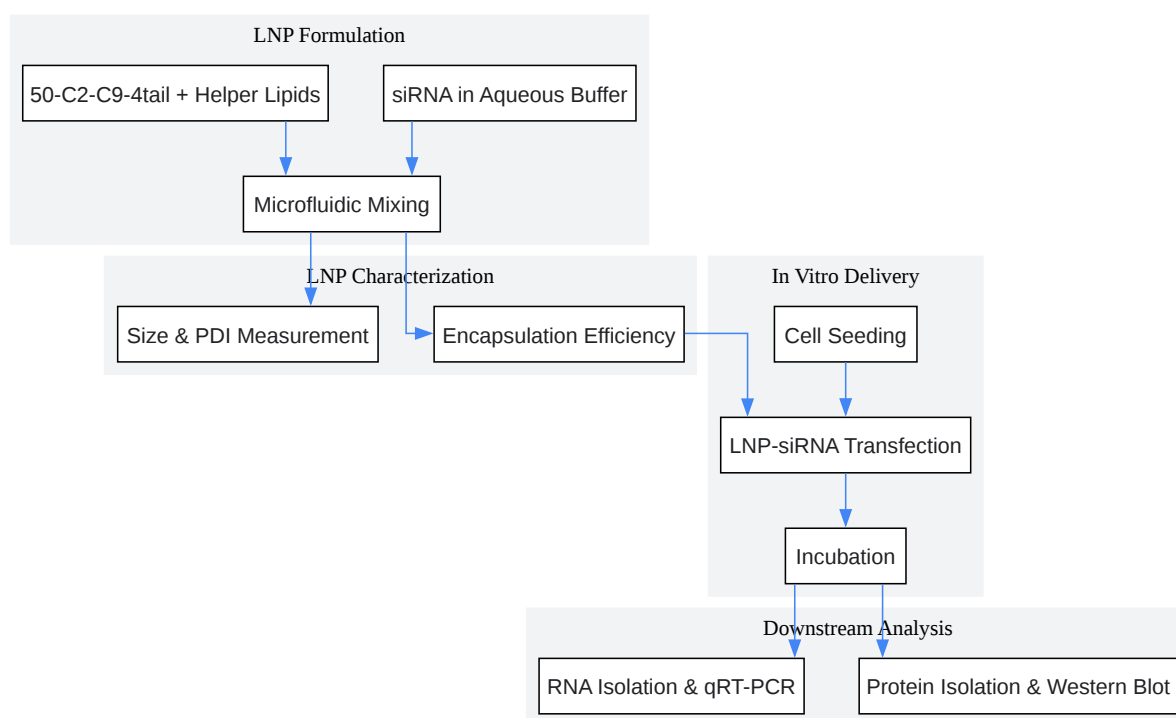 LNP Formulation
50-C2-C9-4tail + Helper Lipids
siRNA in Aqueous Buffer
Microfluidic Mixing
LNP Characterization
In Vitro Delivery
Size & PDI Measurement
Encapsulation Efficiency
Cell Seeding
LNP-siRNA Transfection
Incubation
Downstream Analysis
RNA Isolation & qRT-PCR
Protein Isolation & Western Blot